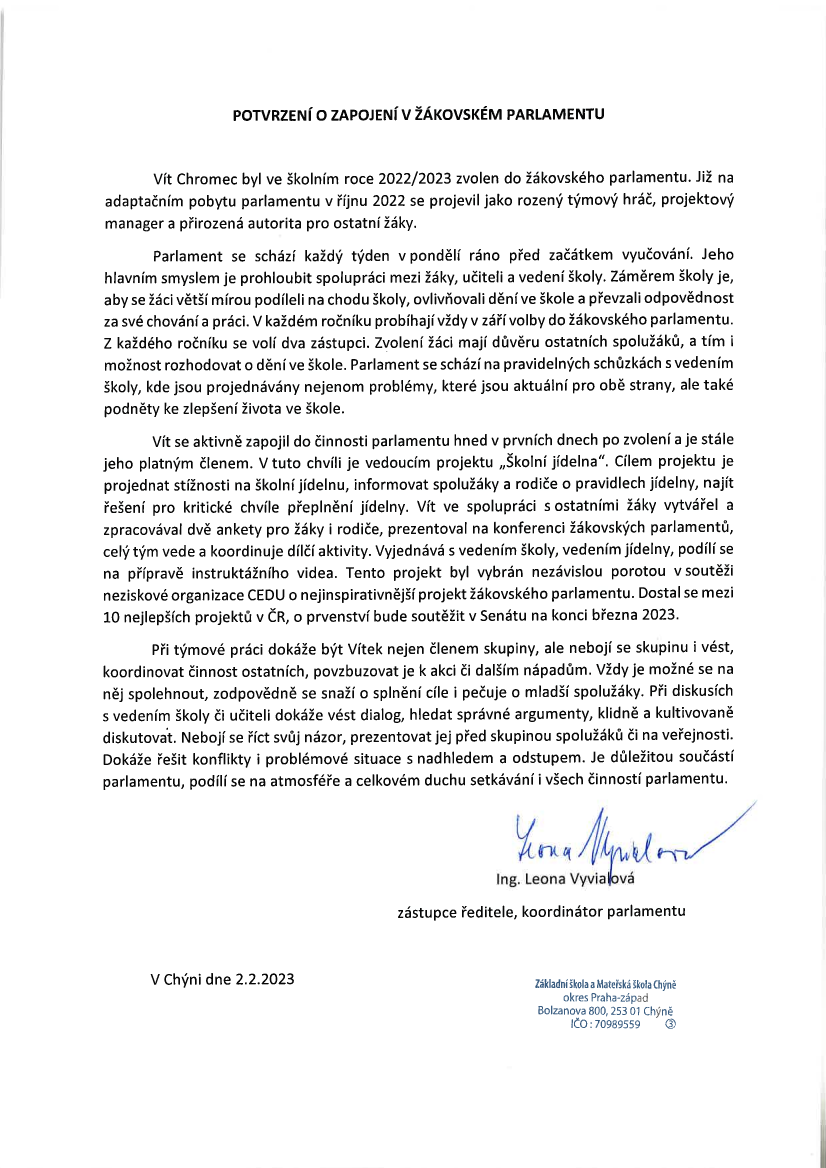 POTVRZENÍ O ZAPOJENÍ V ŽÁKOVSKÉM PARLAMENTU
Vít Chromec byl ve školním roce 2022/2023 zvolen do žákovského parlamentu. Již na
adaptačním pobytu parlamentu v říjnu 2022 se projevil jako rozený týmový hráč, projektový
manager a přirozená autorita pro ostatní žáky.
Parlament se schází každý týden v pondělí ráno před začátkem vyučování. Jeho
hlavním smyslem je prohloubit spolupráci mezi žáky, učiteli a vedení školy. Záměrem školy je,
aby se žáci větší mírou podíleli na chodu školy, ovlivňovali dění ve škole a převzali odpovědnost
za své chování a práci. V každém ročníku probíhají vždy v září volby do žákovského parlamentu.
Z každého ročníku se volí dva zástupci. Zvolení žáci mají důvěru ostatních spolužáků, a tím i
možnost rozhodovat o dění ve škole. Parlament se schází na pravidelných schůzkách s vedením
školy, kde jsou projednávány nejenom problémy, které jsou aktuální pro obě strany, ale také
podněty ke zlepšení života ve škole.
Vít se aktivně zapojil do činnosti parlamentu hned v prvních dnech po zvolení a je stále
jeho platným členem. V tuto chvíli je vedoucím projektu „Školní jídelna“. Cílem projektu je
projednat stížnosti na školní jídelnu, informovat spolužáky a rodiče o pravidlech jídelny, najít
řešení pro kritické chvíle přeplnění jídelny. Vít ve spolupráci s ostatními žáky vytvářel a
zpracovával dvě ankety pro žáky i rodiče, prezentoval na konferenci žákovských parlamentů,
celý tým vede a koordinuje dílčí aktivity. Vyjednává s vedením školy, vedením jídelny, podílí se
na přípravě instruktážního videa. Tento projekt byl vybrán nezávislou porotou v soutěži
neziskové organizace CEDU o nejinspirativnější projekt žákovského parlamentu. Dostal se mezi
10 nejlepších projektů v ČR, o prvenství bude soutěžit v Senátu na konci března 2023.
Při týmové práci dokáže být Vítek nejen členem skupiny, ale nebojí se skupinu i vést,
koordinovat činnost ostatních, povzbuzovat je k akci či dalším nápadům. Vždy je možné se na
něj spolehnout, zodpovědně se snaží o splnění cíle i pečuje o mladší spolužáky. Při diskusích
s vedením školy či učiteli dokáže vést dialog, hledat správné argumenty, klidně a kultivovaně
diskutovat. Nebojí se říct svůj názor, prezentovat jej před skupinou spolužáků či na veřejnosti.
Dokáže řešit konflikty i problémové situace s nadhledem a odstupem. Je důležitou součástí
parlamentu, podílí se na atmosféře a celkovém duchu setkávání i všech činností parlamentu.
Leona Vyvialová
Ing. Leona Vyvialová
zástupce ředitele, koordinátor parlamentu
V Chýni dne 2.2.2023
Základní škola a Mateřská škola Chýně
okres Praha-západ
Bolzanova 800, 253 01 Chýně
IČO : 70989559 ③